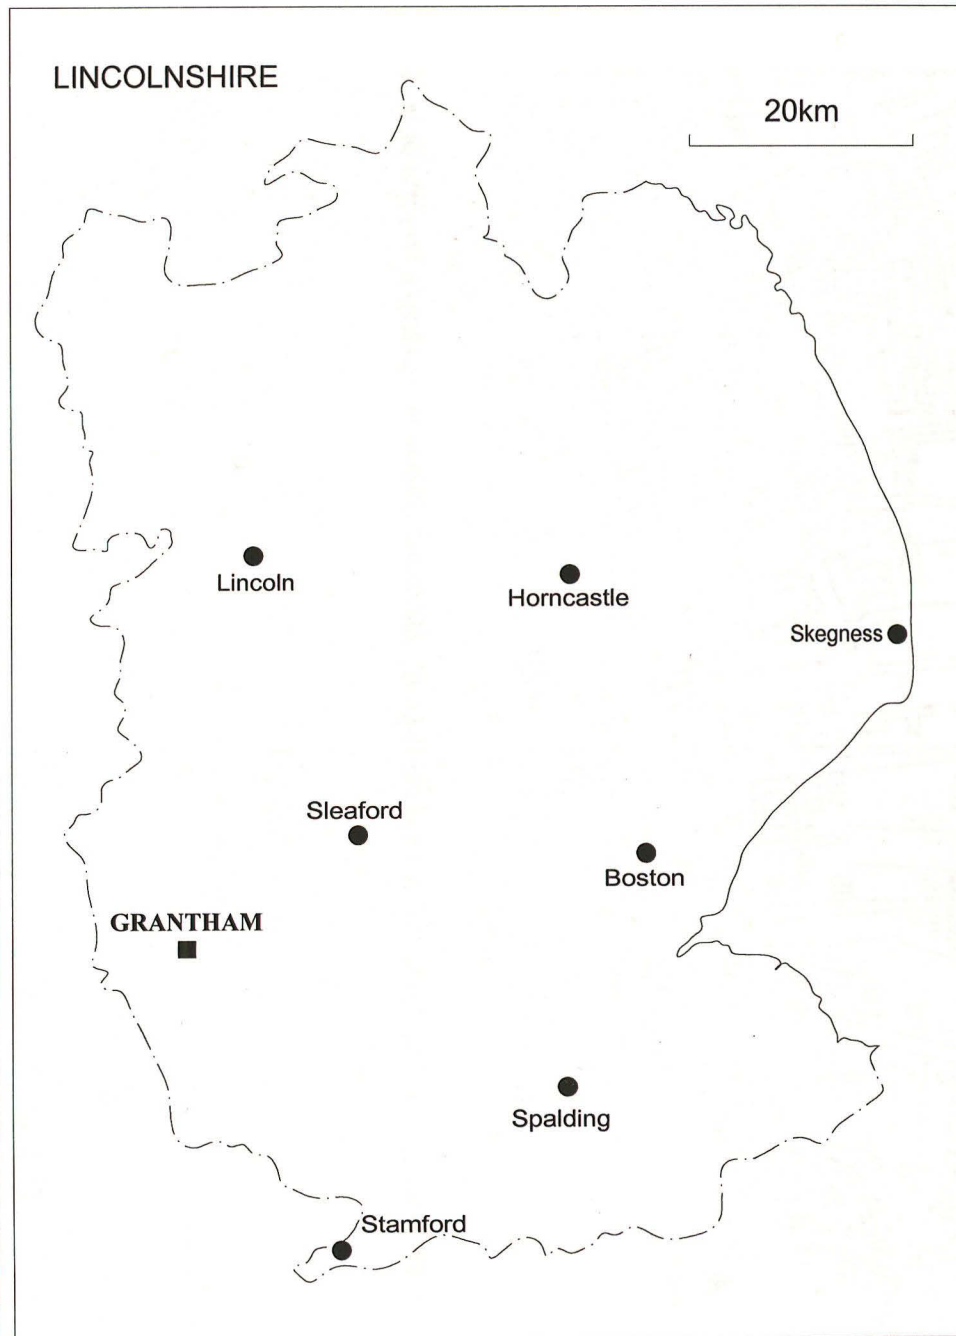 LINCOLNSHIRE
20km
Lincoln
Horncastle
Skegness
Sleaford
Boston
GRANTHAM
Spalding
Stamford